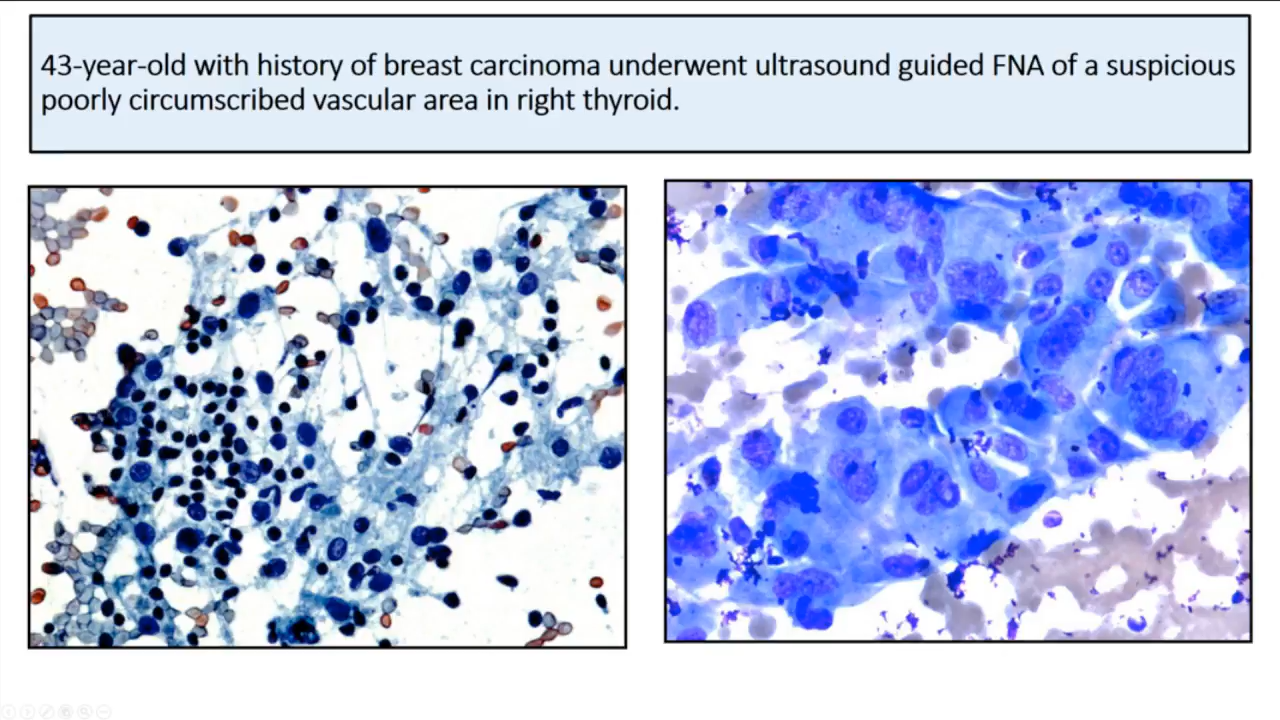 43-year-old with history of breast carcinoma underwent ultrasound guided FNA of a suspicious
poorly circumscribed vascular area in right thyroid.